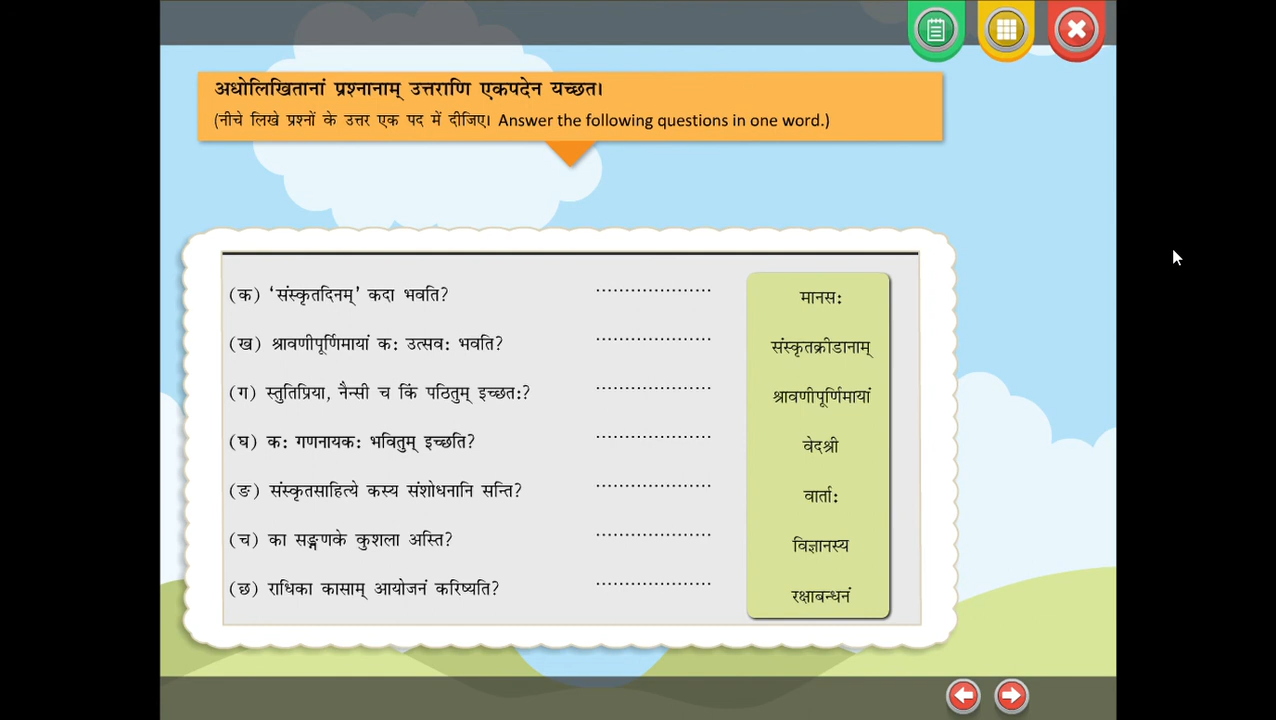 अधोलिखितानां प्रश्नानाम् उत्तराणि एकपदेन यच्छत।
(नीचे लिखे प्रश्नों के उत्तर एक पद में दीजिए। Answer the following questions in one word.)
(क) ‘संस्कृतदिनम्’ कदा भवति? ....................
(ख) श्रावणीपूर्णिमायां कः उत्सवः भवति? ....................
(ग) स्तुतिप्रिया, नैन्सी च किं पठितुम् इच्छतः? ....................
(घ) कः गणनायकः भवितुम् इच्छति? ....................
(ङ) संस्कृतसाहित्ये कस्य संशोधनानि सन्ति? ....................
(च) का सङ्गणके कुशला अस्ति? ....................
(छ) राधिका कासाम् आयोजनं करिष्यति? ....................
मानसः
संस्कृतक्रीडानाम्
श्रावणीपूर्णिमायां
वेदश्री
वार्ताः
विज्ञानस्य
रक्षाबन्धनं